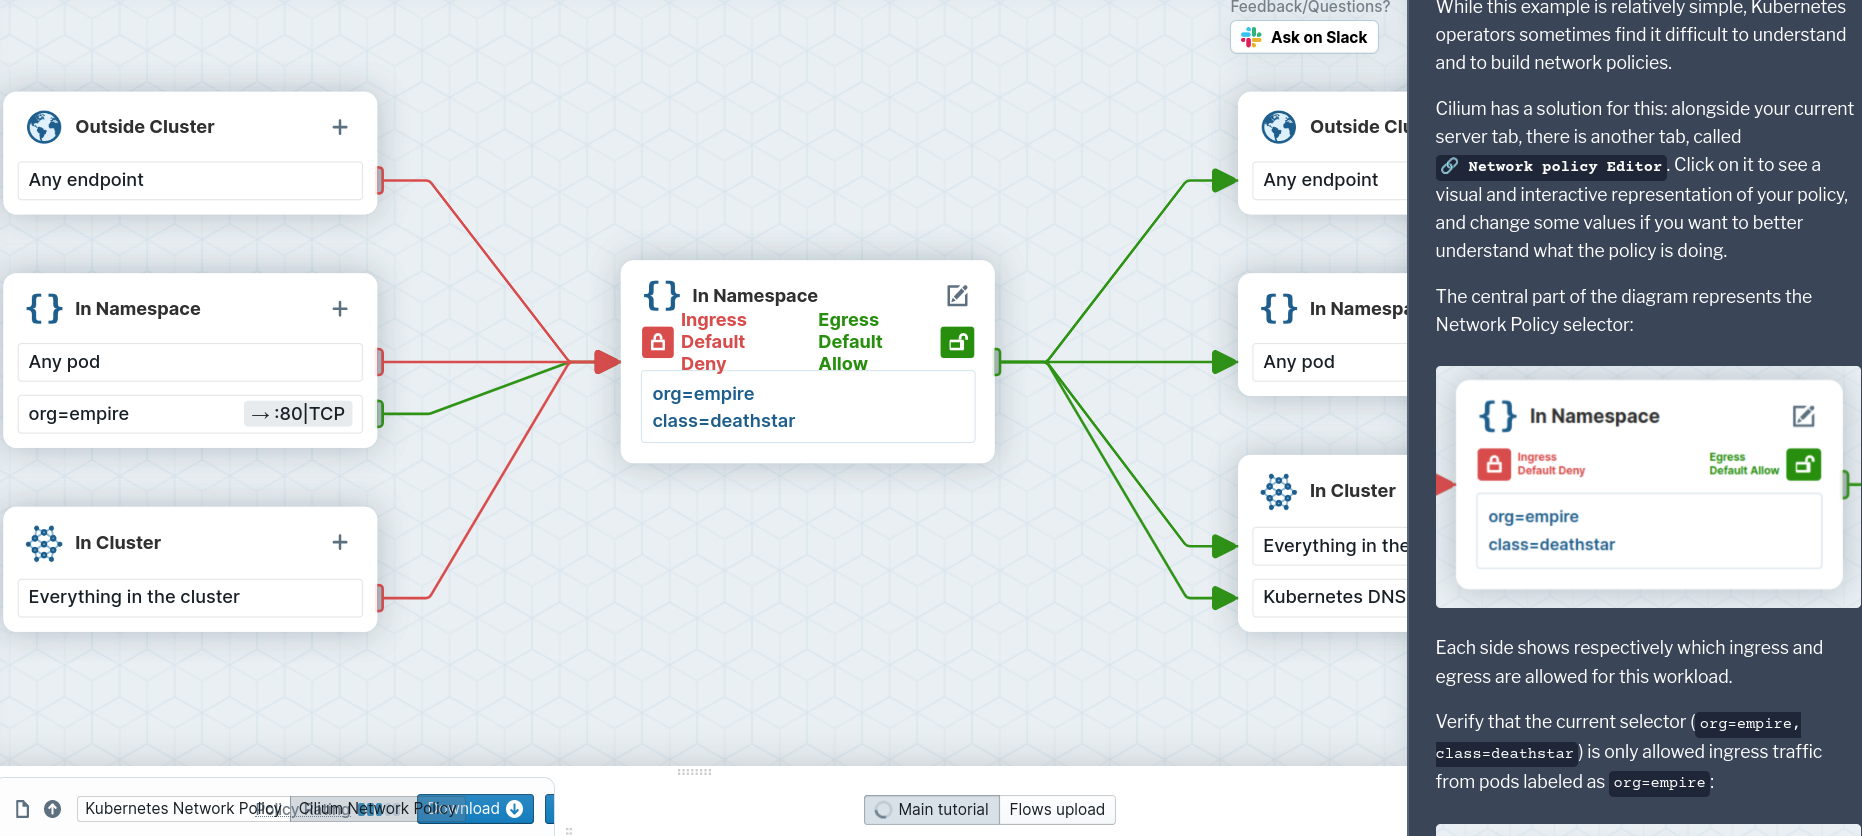 Feedback/Questions?
Ask on Slack
Outside Cluster
Any endpoint
In Namespace
Any pod
org=empire
→ :80|TCP
In Cluster
Everything in the cluster
In Namespace
Ingress
Default
Deny
Egress
Default
Allow
org=empire
class=deathstar
Outside Clu
Any endpoint
In Namespa
Any pod
In Cluster
Everything in the
Kubernetes DNS
Kubernetes Network Policy
Policy Rating
Cilium Network Policy
Download
Main tutorial
Flows upload
While this example is relatively simple, Kubernetes
operators sometimes find it difficult to understand
and to build network policies.
Cilium has a solution for this: alongside your current
server tab, there is another tab, called
🔗 Network policy Editor. Click on it to see a
visual and interactive representation of your policy,
and change some values if you want to better
understand what the policy is doing.
The central part of the diagram represents the
Network Policy selector:
In Namespace
Ingress
Default Deny
Egress
Default Allow
org=empire
class=deathstar
Each side shows respectively which ingress and
egress are allowed for this workload.
Verify that the current selector (org=empire,
class=deathstar) is only allowed ingress traffic
from pods labeled as org=empire: